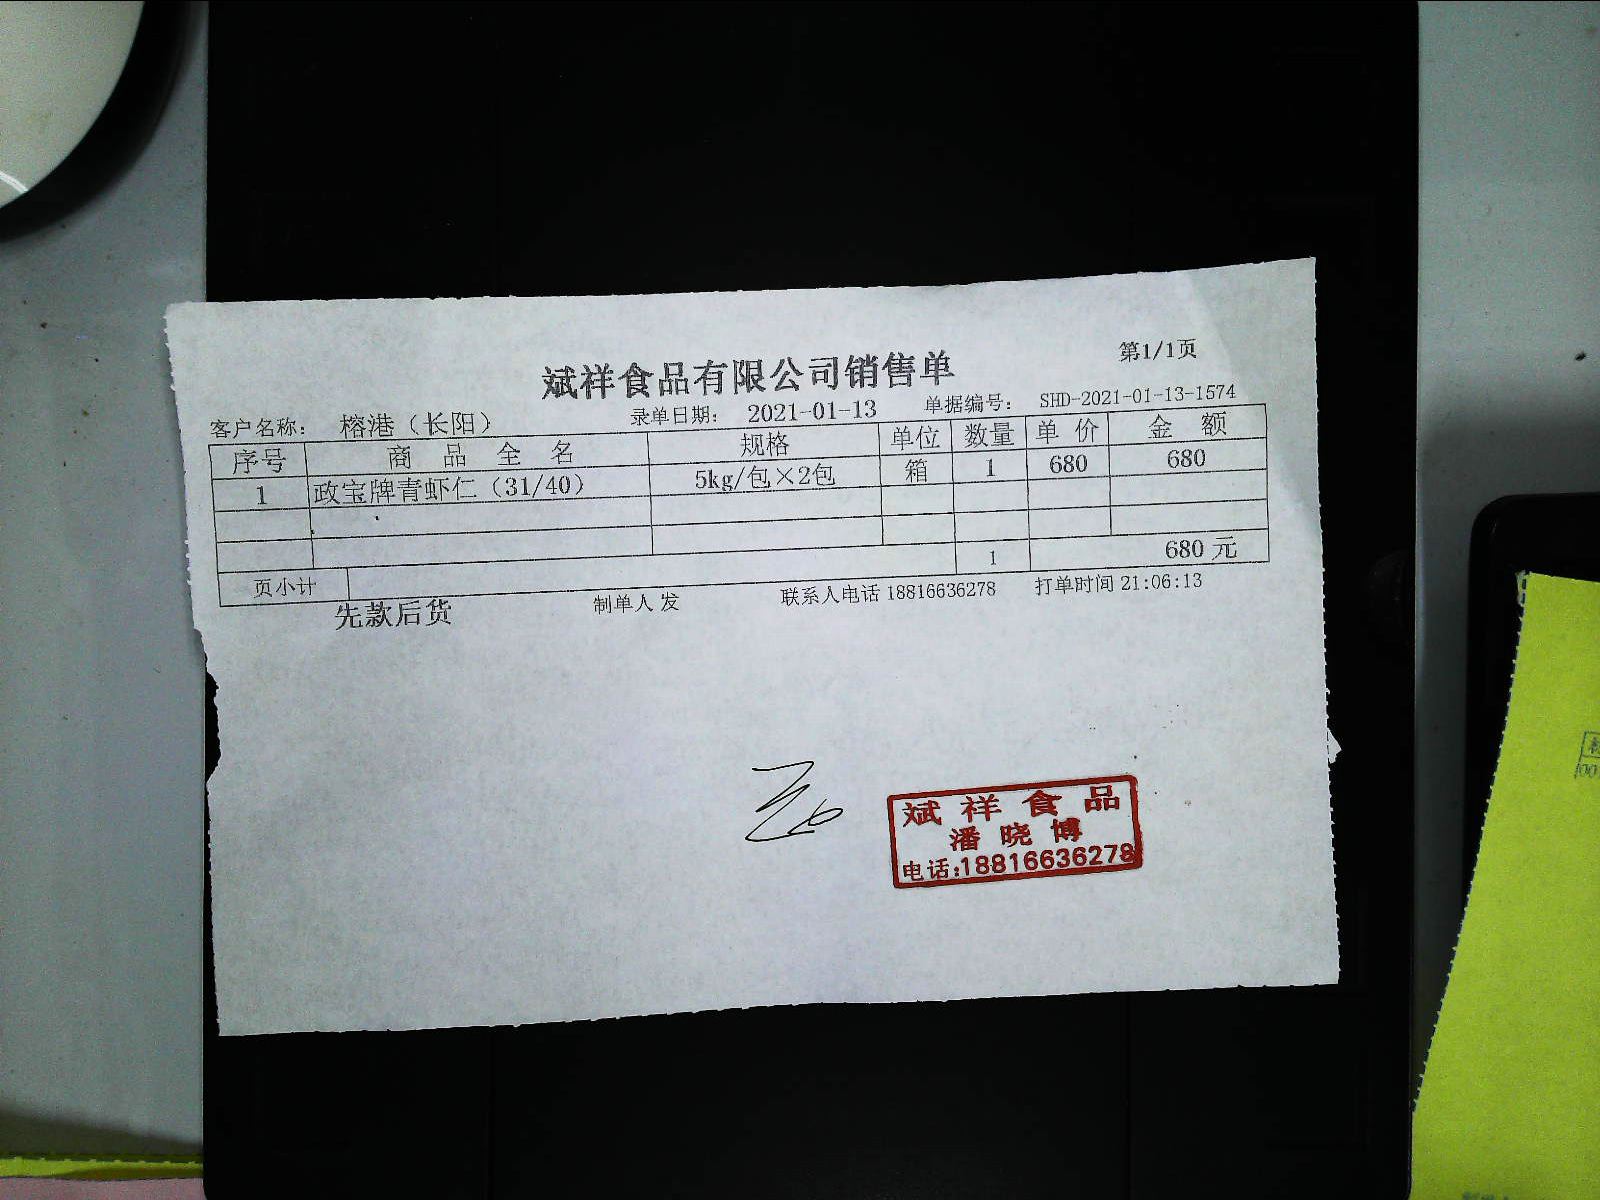 第1/1页
斌祥食品有限公司销售单
客户名称： 榕港（长阳） 录单日期： 2021-01-13 单据编号： SHD-2021-01-13-1574
序号 商品全名 规格 单位 数量 单价 金额
1 政宝牌青虾仁（31/40） 5kg/包×2包 箱 1 680 680
页小计 1 680元
先款后货 制单人 发 联系人电话 18816636278 打单时间 21:06:13
斌祥食品
潘晓博
电话:18816636278